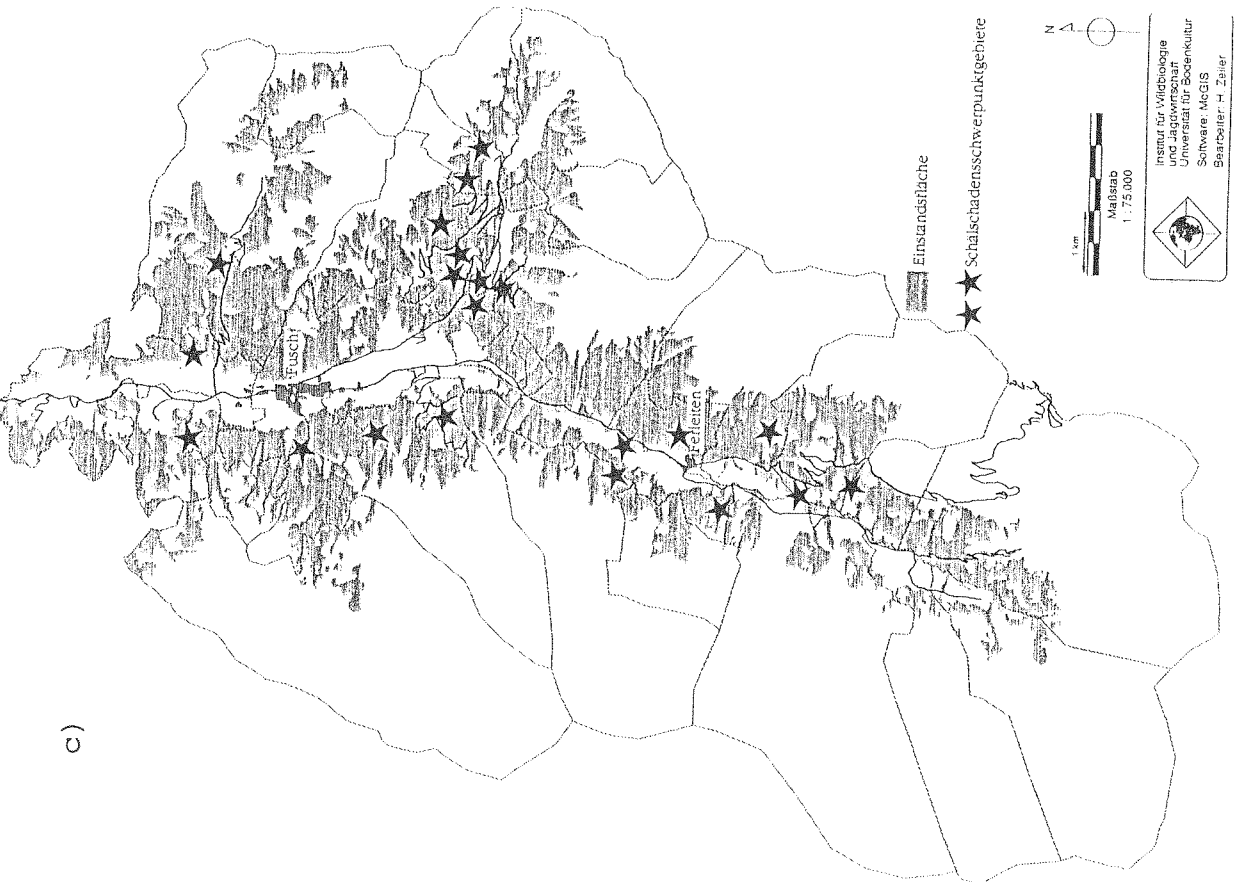 c)
Fusch
Ferleiten
Einstandsfläche
Schälschadensschwerpunktgebiete
N
1 km
Maßstab
1 : 75.000
Institut für Wildbiologie
und Jagdwirtschaft
Universität für Bodenkultur
Software: McGIS
Bearbeiter: H. Zeiler